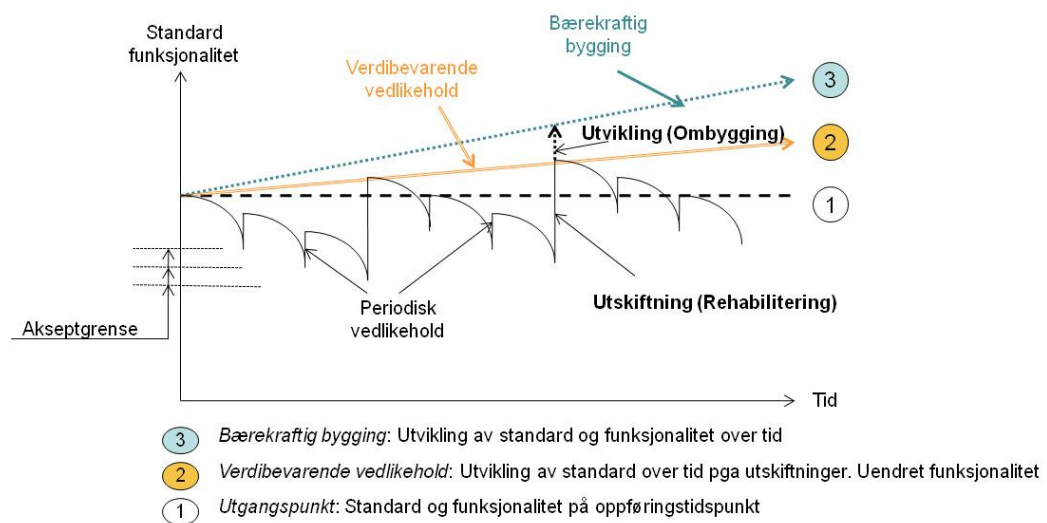 Standard
funksjonalitet
Bærekraftig
bygging
Verdibevarende
vedlikehold
3
Utvikling (Ombygging)
2
1
Periodisk
vedlikehold
Utskiftning (Rehabilitering)
Akseptgrense
Tid
3 Bærekraftig bygging: Utvikling av standard og funksjonalitet over tid
2 Verdibevarende vedlikehold: Utvikling av standard over tid pga utskiftninger. Uendret funksjonalitet
1 Utgangspunkt: Standard og funksjonalitet på oppføringstidspunkt